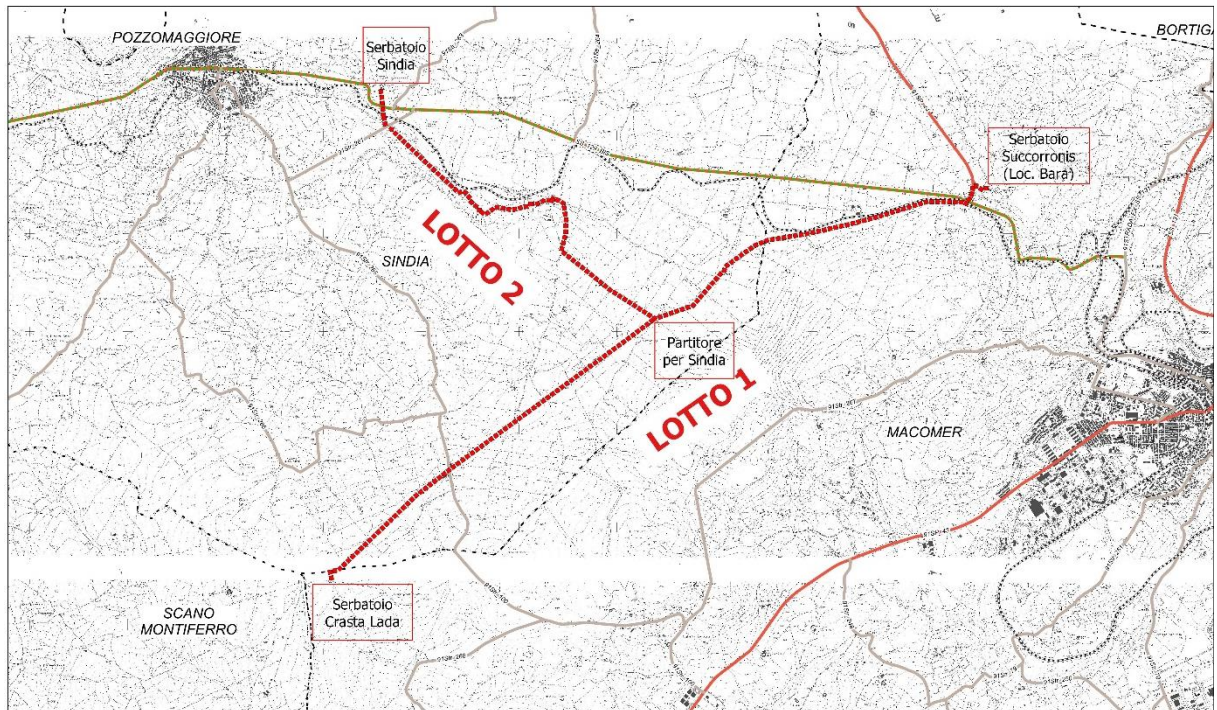 POZZOMAGGIORE
BORTIGA
Serbatoio
Sindia
Serbatoio
Succorronis
(Loc. Bara)
LOTTO 2
SINDIA
Partitore
per Sindia
LOTTO 1
MACOMER
SCANO
MONTIFERRO
Serbatoio
Crasta Lada